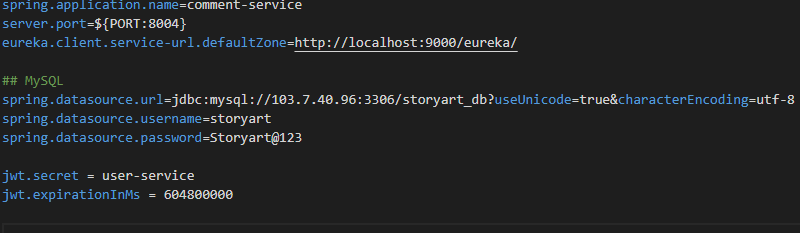 spring.application.name=comment-service
server.port=${PORT:8004}
eureka.client.service-url.defaultZone=http://localhost:9000/eureka/
## MySQL
spring.datasource.url=jdbc:mysql://103.7.40.96:3306/storyart_db?useUnicode=true&characterEncoding=utf-8
spring.datasource.username=storyart
spring.datasource.password=Storyart@123
jwt.secret = user-service
jwt.expirationInMs = 604800000